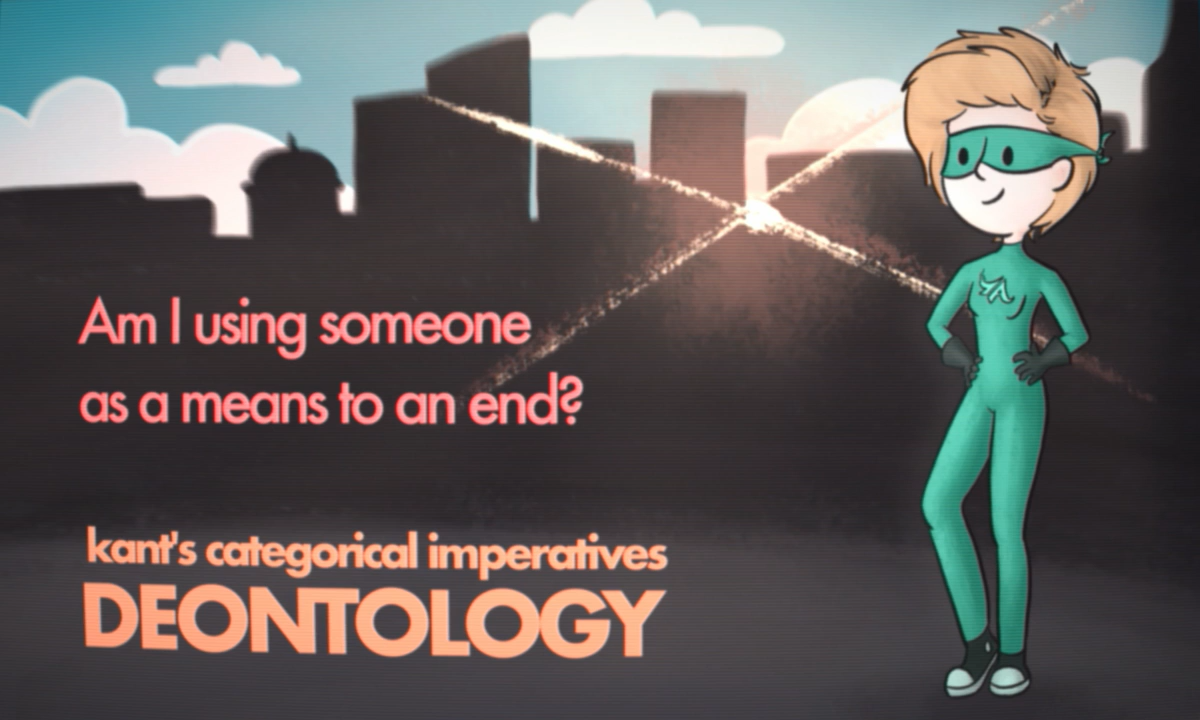 Am I using someone
as a means to an end?
kant's categorical imperatives
DEONTOLOGY